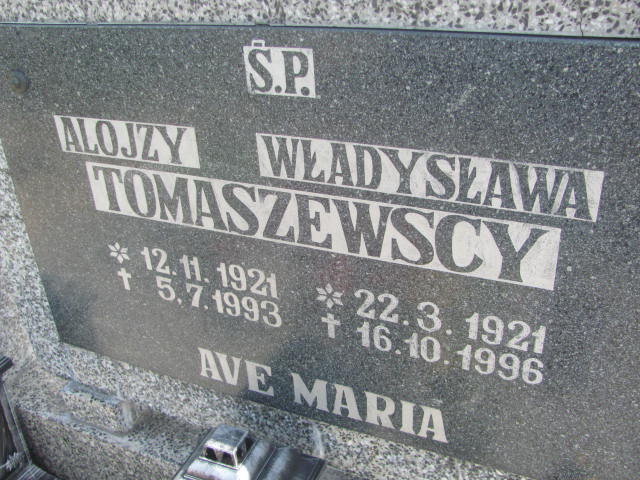 Ś.P.
ALOJZY WŁADYSŁAWA
TOMASZEWSCY
* 12.11.1921 * 22.3.1921
† 5.7.1993 † 16.10.1996
AVE MARIA